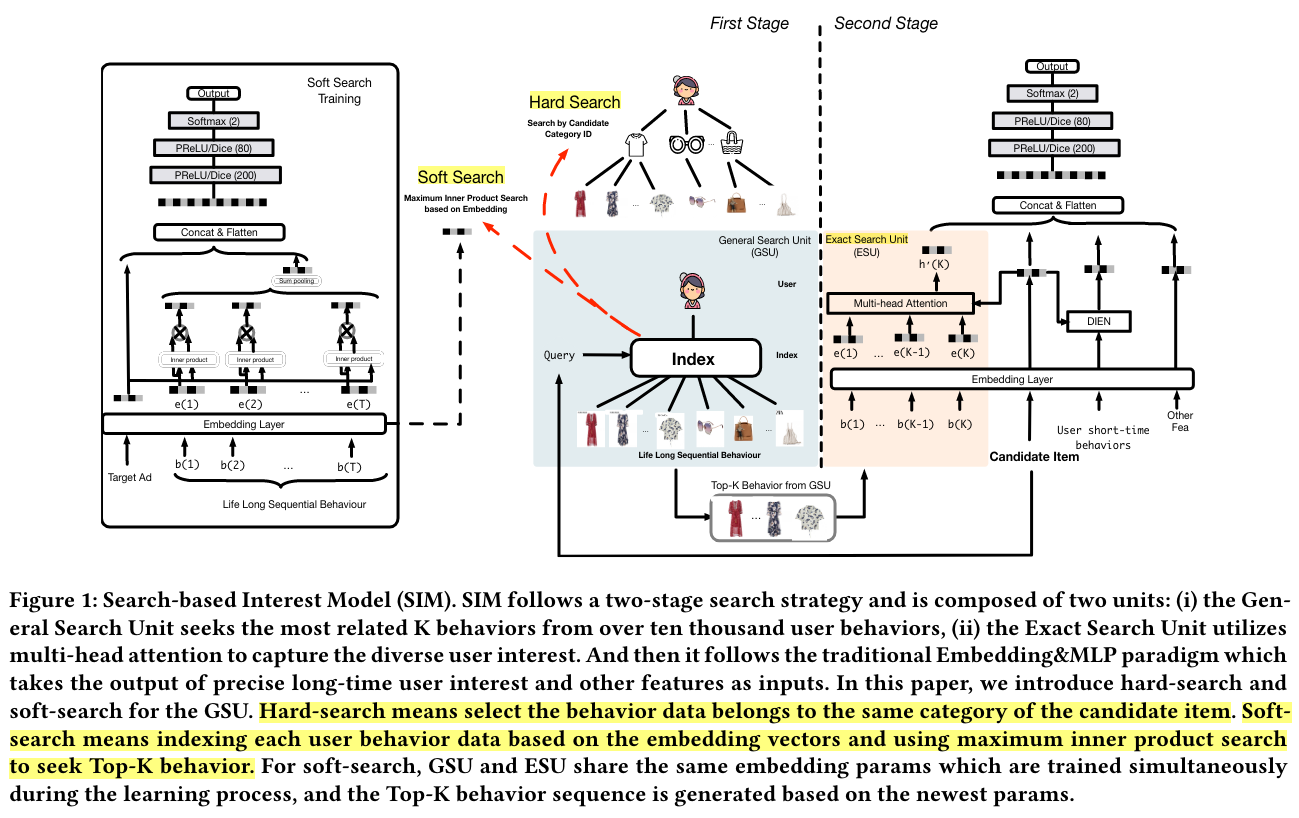 First Stage
Second Stage
Soft Search
Training
Output
Softmax (2)
PReLU/Dice (80)
PReLU/Dice (200)
Concat & Flatten
Sum pooling
Inner product
Inner product
Inner product
e(1)
e(2)
...
e(T)
Embedding Layer
Target Ad
b(1)
b(2)
...
b(T)
Life Long Sequential Behaviour
Hard Search
Search by Candidate
Category ID
...
...
...
Soft Search
Maximum Inner Product Search
based on Embedding
General Search Unit
(GSU)
User
Query
Index
Index
...
...
Life Long Sequential Behaviour
Top-K Behavior from GSU
...
Exact Search Unit
(ESU)
h'(K)
Multi-head Attention
e(1)
...
e(K-1)
e(K)
Output
Softmax (2)
PReLU/Dice (80)
PReLU/Dice (200)
Concat & Flatten
DIEN
Embedding Layer
b(1)
...
b(K-1)
b(K)
Candidate Item
User short-time
behaviors
Other
Fea
Figure 1: Search-based Interest Model (SIM). SIM follows a two-stage search strategy and is composed of two units: (i) the Gen-
eral Search Unit seeks the most related K behaviors from over ten thousand user behaviors, (ii) the Exact Search Unit utilizes
multi-head attention to capture the diverse user interest. And then it follows the traditional Embedding&MLP paradigm which
takes the output of precise long-time user interest and other features as inputs. In this paper, we introduce hard-search and
soft-search for the GSU. Hard-search means select the behavior data belongs to the same category of the candidate item. Soft-
search means indexing each user behavior data based on the embedding vectors and using maximum inner product search
to seek Top-K behavior. For soft-search, GSU and ESU share the same embedding params which are trained simultaneously
during the learning process, and the Top-K behavior sequence is generated based on the newest params.